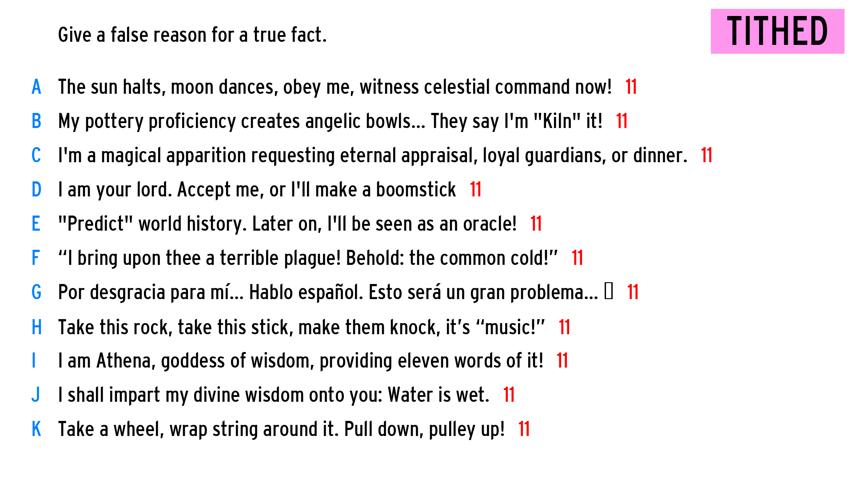 Give a false reason for a true fact.
TITHED
A The sun halts, moon dances, obey me, witness celestial command now! 11
B My pottery proficiency creates angelic bowls... They say I'm "Kiln" it! 11
C I'm a magical apparition requesting eternal appraisal, loyal guardians, or dinner. 11
D I am your lord. Accept me, or I'll make a boomstick 11
E "Predict" world history. Later on, I'll be seen as an oracle! 11
F “I bring upon thee a terrible plague! Behold: the common cold!” 11
G Por desgracia para mí... Hablo español. Esto será un gran problema... 11
H Take this rock, take this stick, make them knock, it’s “music!” 11
I I am Athena, goddess of wisdom, providing eleven words of it! 11
J I shall impart my divine wisdom onto you: Water is wet. 11
K Take a wheel, wrap string around it. Pull down, pulley up! 11